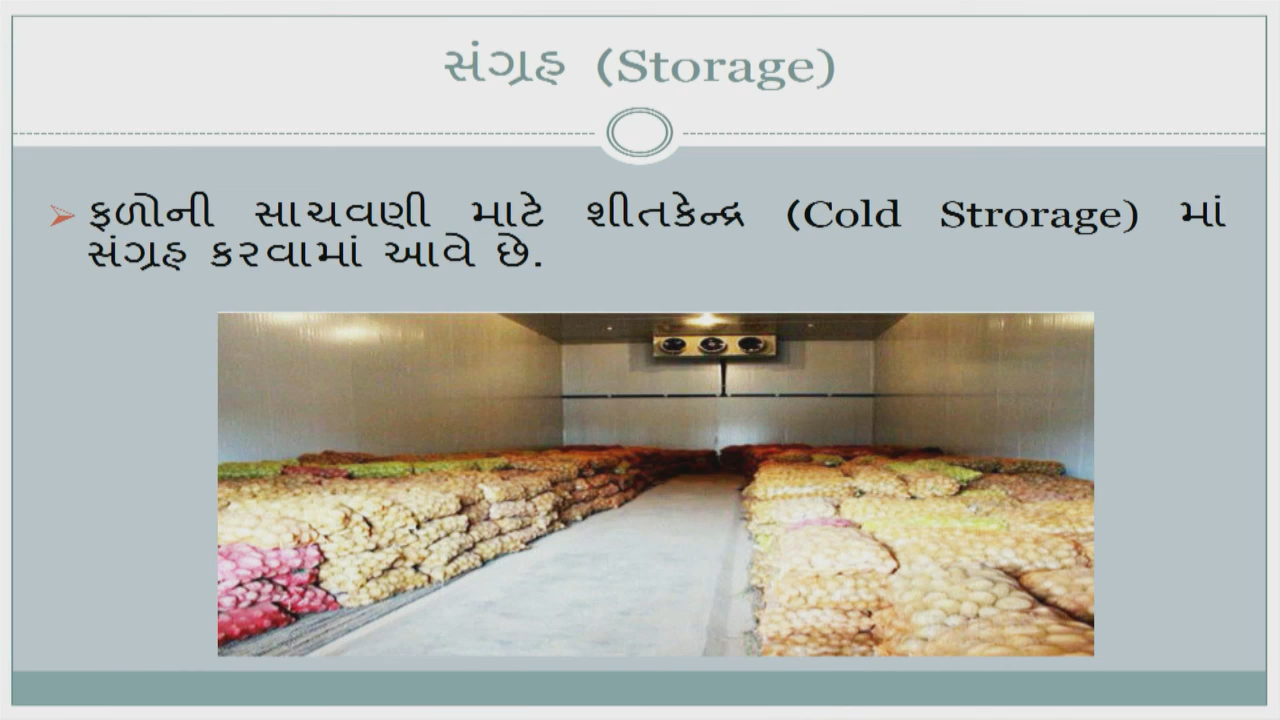 સંગ્રહ (Storage)
ફળોની સાચવણી માટે શીતકેન્દ્ર (Cold Strorage) માં
સંગ્રહ કરવામાં આવે છે.